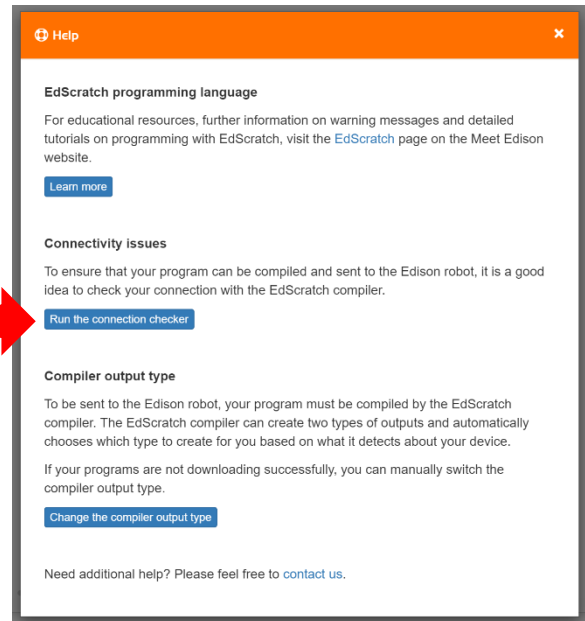 Help ×
EdScratch programming language
For educational resources, further information on warning messages and detailed
tutorials on programming with EdScratch, visit the EdScratch page on the Meet Edison
website.
Learn more
Connectivity issues
To ensure that your program can be compiled and sent to the Edison robot, it is a good
idea to check your connection with the EdScratch compiler.
Run the connection checker
Compiler output type
To be sent to the Edison robot, your program must be compiled by the EdScratch
compiler. The EdScratch compiler can create two types of outputs and automatically
chooses which type to create for you based on what it detects about your device.
If your programs are not downloading successfully, you can manually switch the
compiler output type.
Change the compiler output type
Need additional help? Please feel free to contact us.